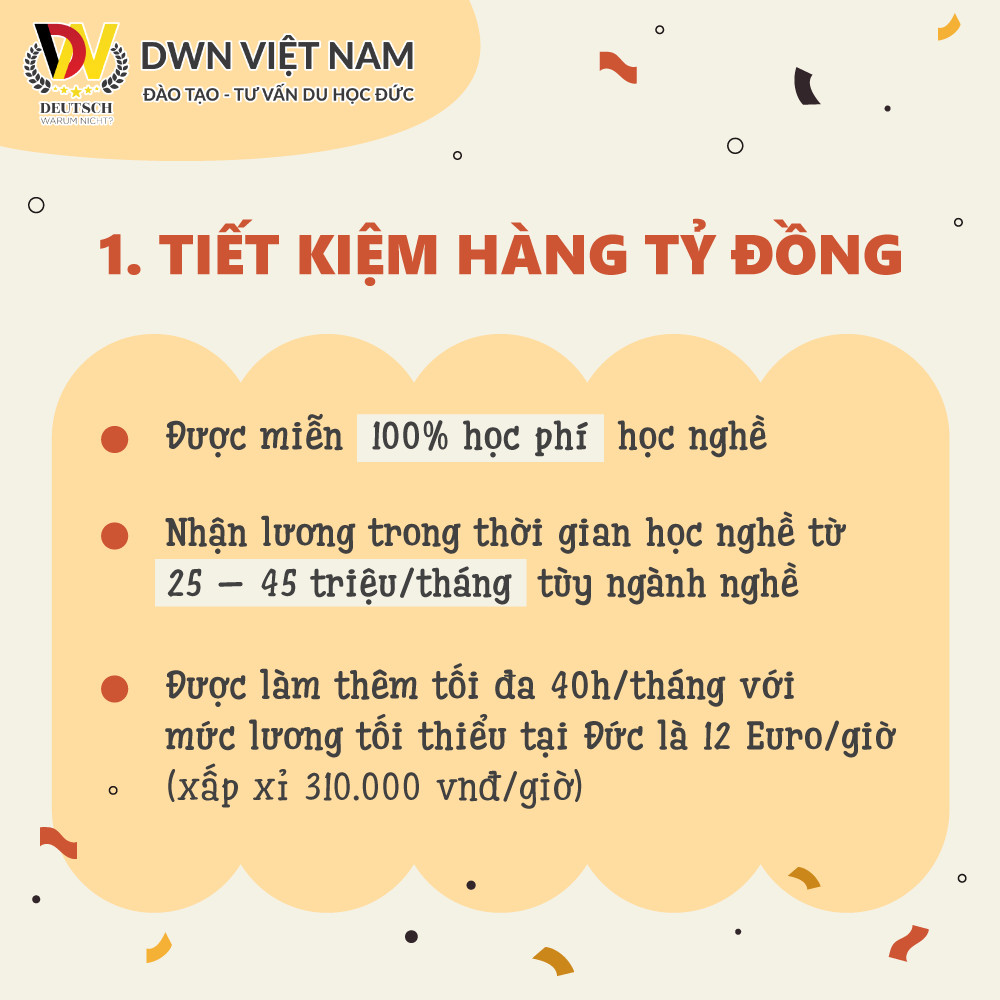 DWN VIỆT NAM
ĐÀO TẠO - TƯ VẤN DU HỌC ĐỨC
DV
DEUTSCH
WARUM NICHT?
1. TIẾT KIỆM HÀNG TỶ ĐỒNG
Được miễn 100% học phí học nghề
Nhận lương trong thời gian học nghề từ
25 – 45 triệu/tháng tùy ngành nghề
Được làm thêm tối đa 40h/tháng với
mức lương tối thiểu tại Đức là 12 Euro/giờ
(xấp xỉ 310.000 vnđ/giờ)